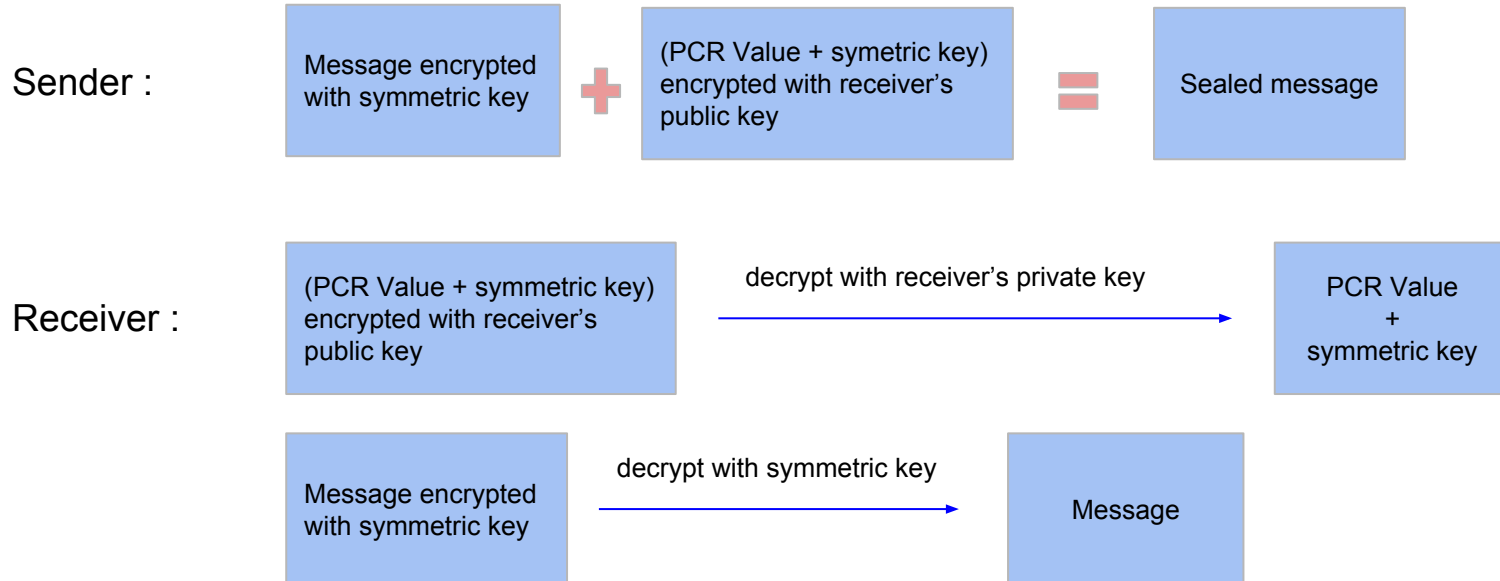 Sender :
Message encrypted
with symmetric key
(PCR Value + symetric key)
encrypted with receiver's
public key
Sealed message
Receiver :
(PCR Value + symmetric key)
encrypted with receiver's
public key
decrypt with receiver's private key
PCR Value
+
symmetric key
Message encrypted
with symmetric key
decrypt with symmetric key
Message